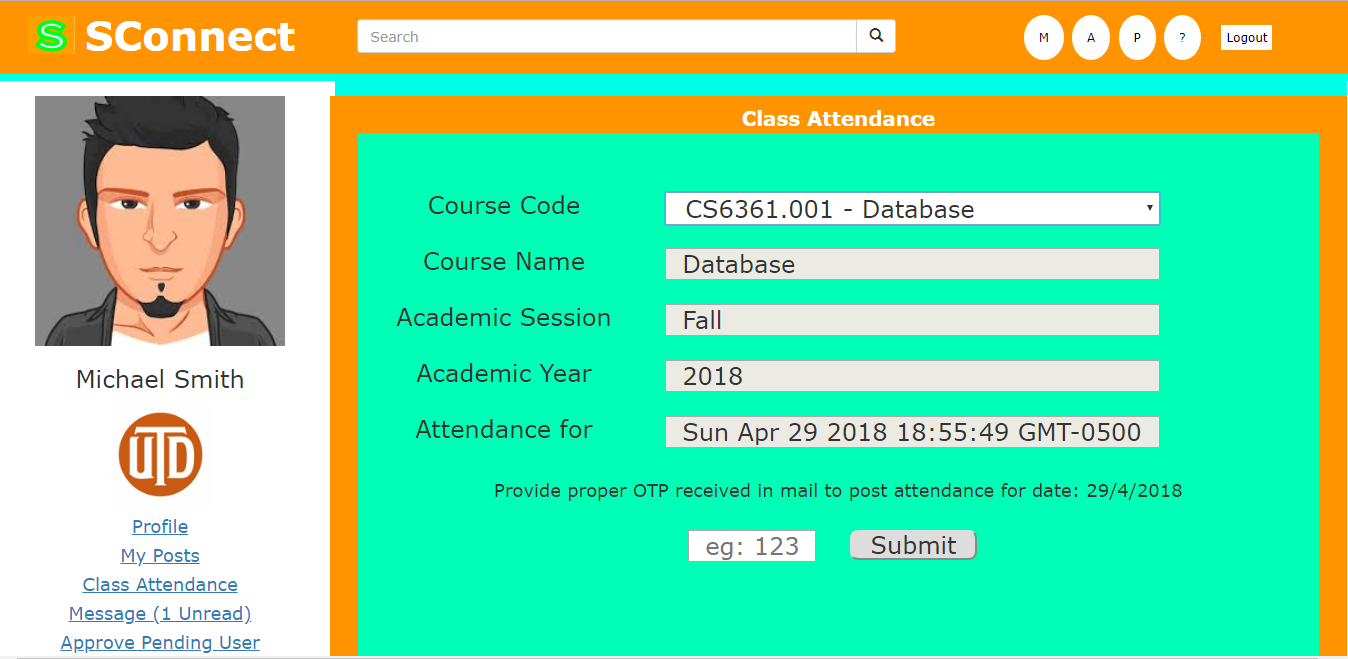 S SConnect
Search
M A P ? Logout
Michael Smith
UTD
Profile
My Posts
Class Attendance
Message (1 Unread)
Approve Pending User
Class Attendance
Course Code CS6361.001 - Database
Course Name Database
Academic Session Fall
Academic Year 2018
Attendance for Sun Apr 29 2018 18:55:49 GMT-0500
Provide proper OTP received in mail to post attendance for date: 29/4/2018
eg: 123 Submit